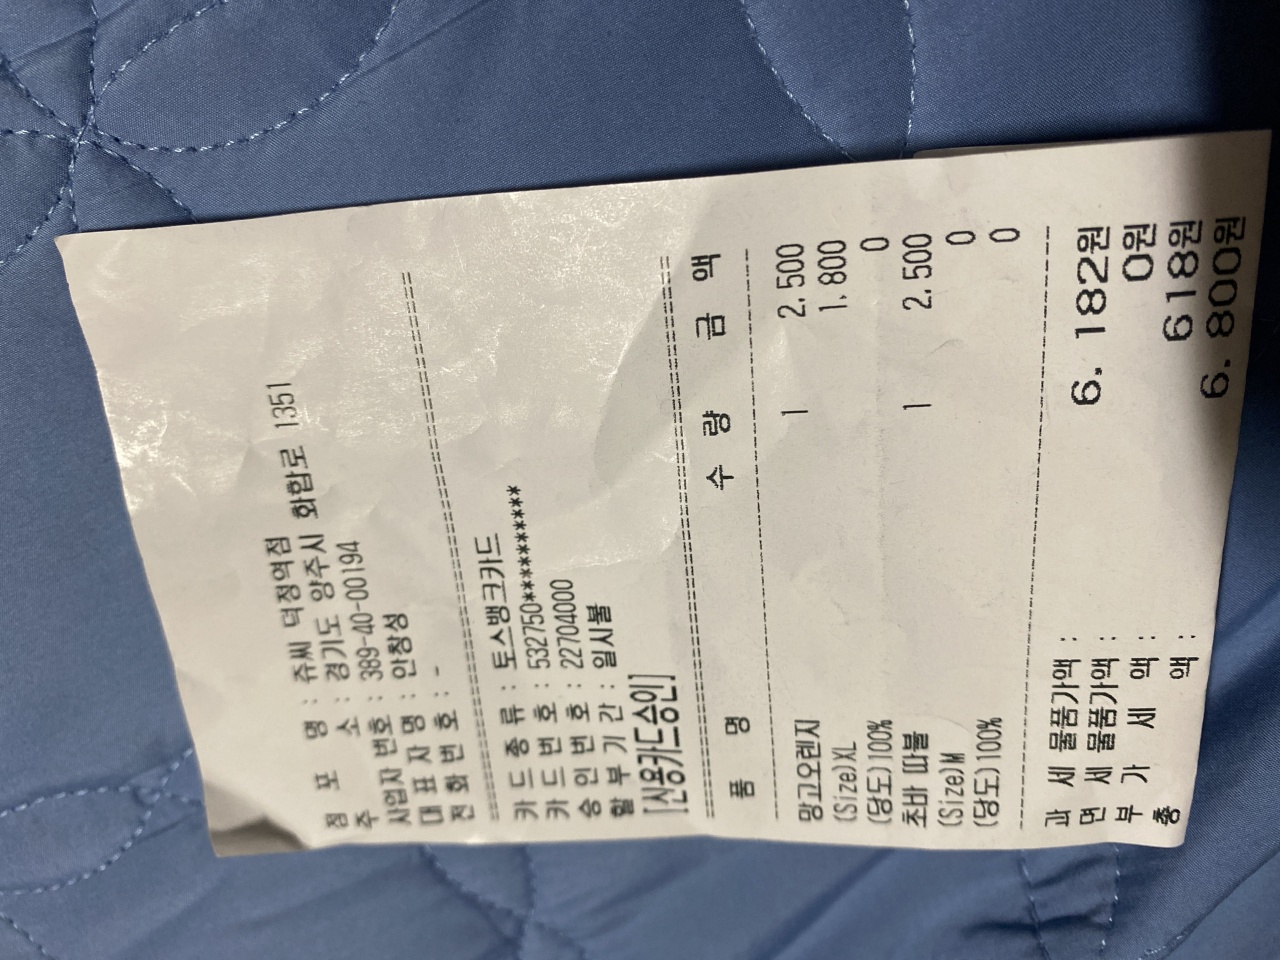 점 포 명 : 쥬씨 덕정역점
주 소 : 경기도 양주시 화합로 1351
사업자 번호 : 389-40-00194
대 표 자 명 : 안창성
전 화 번 호 : -
================================
카 드 종 류 : 토스뱅크카드
카 드 번 호 : 532750**********
승 인 번 호 : 22704000
할 부 기 간 : 일시불
[신용카드승인]
================================
품 명 수 량 금 액
--------------------------------
망고오렌지 1 2,500
(Size)XL 1,800
(당도)100% 0
초바 따블 1 2,500
(Size)M 0
(당도)100% 0
--------------------------------
과 세 물품가액 : 6,182원
면 세 물품가액 : 0원
부 가 세 액 : 618원
총 액 : 6,800원